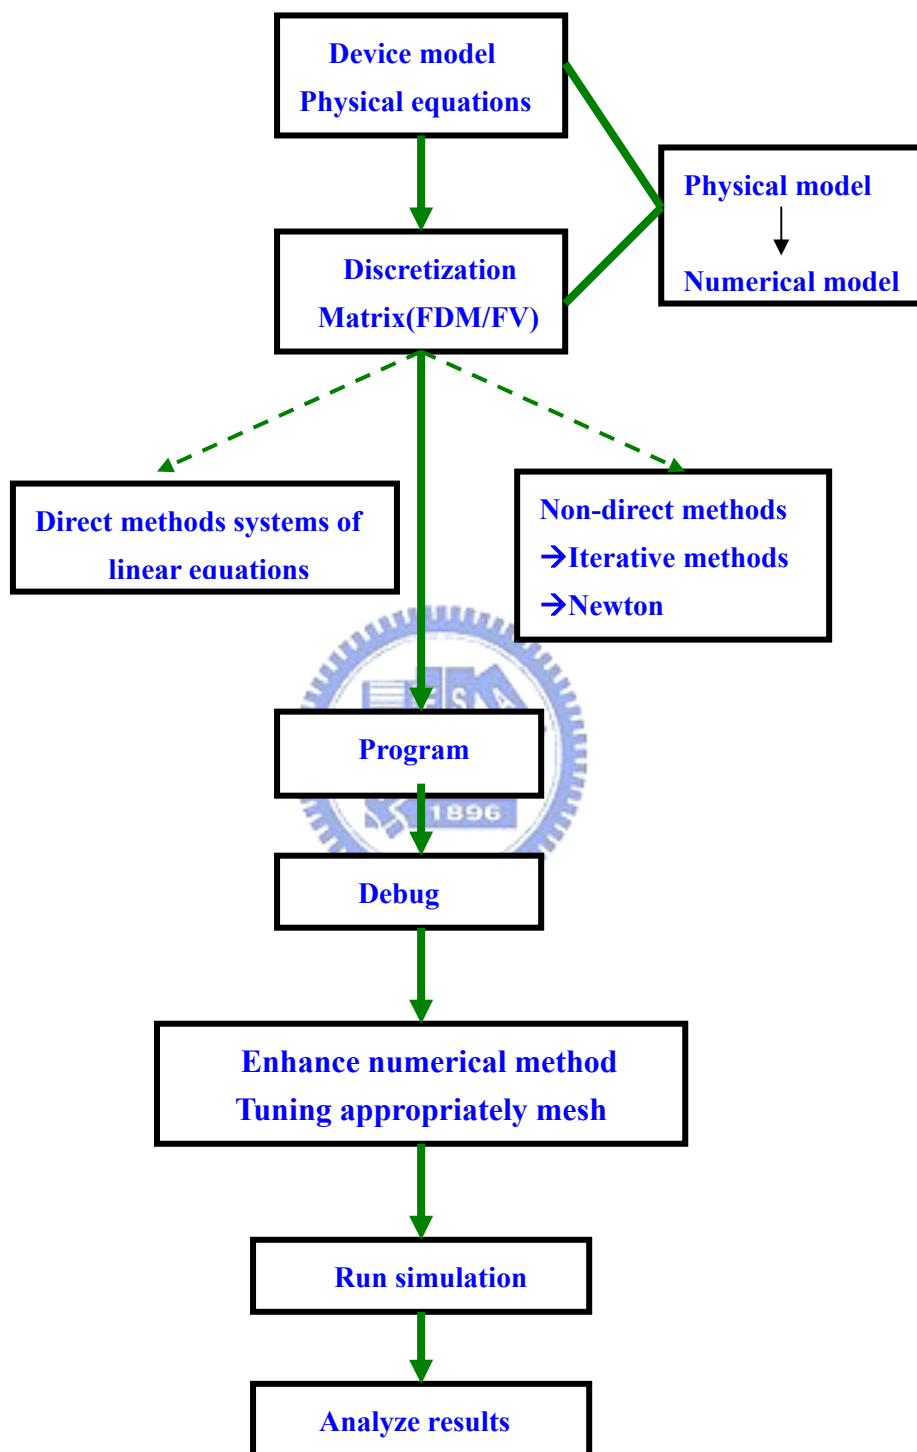 Device model
Physical equations
Physical model
Numerical model
Discretization
Matrix(FDM/FV)
Direct methods systems of
linear equations
Non-direct methods
→Iterative methods
→Newton
E S A
Program
1896
Debug
Enhance numerical method
Tuning appropriately mesh
Run simulation
Analyze results